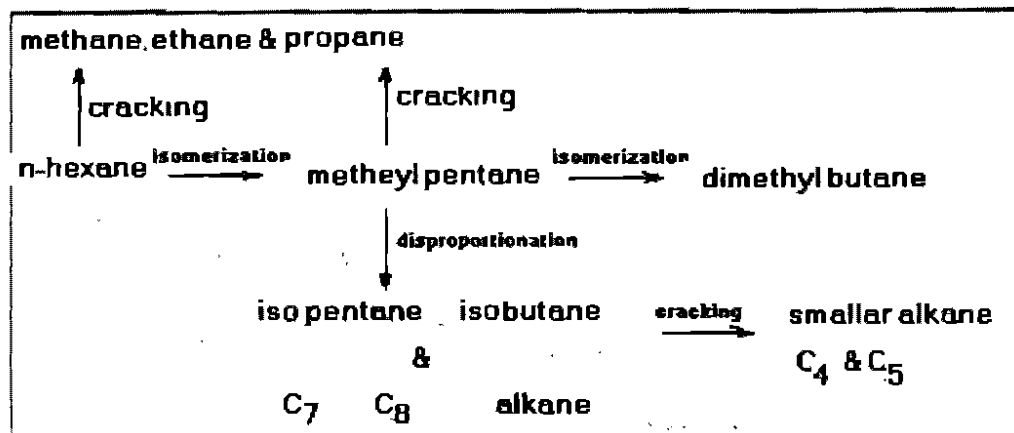 methane, ethane & propane
cracking
cracking
n-hexane isomerization metheyl pentane isomerization dimethyl butane
disproportionation
iso pentane isobutane cracking smallar alkane
& C4 & C5
C7 C8 alkane